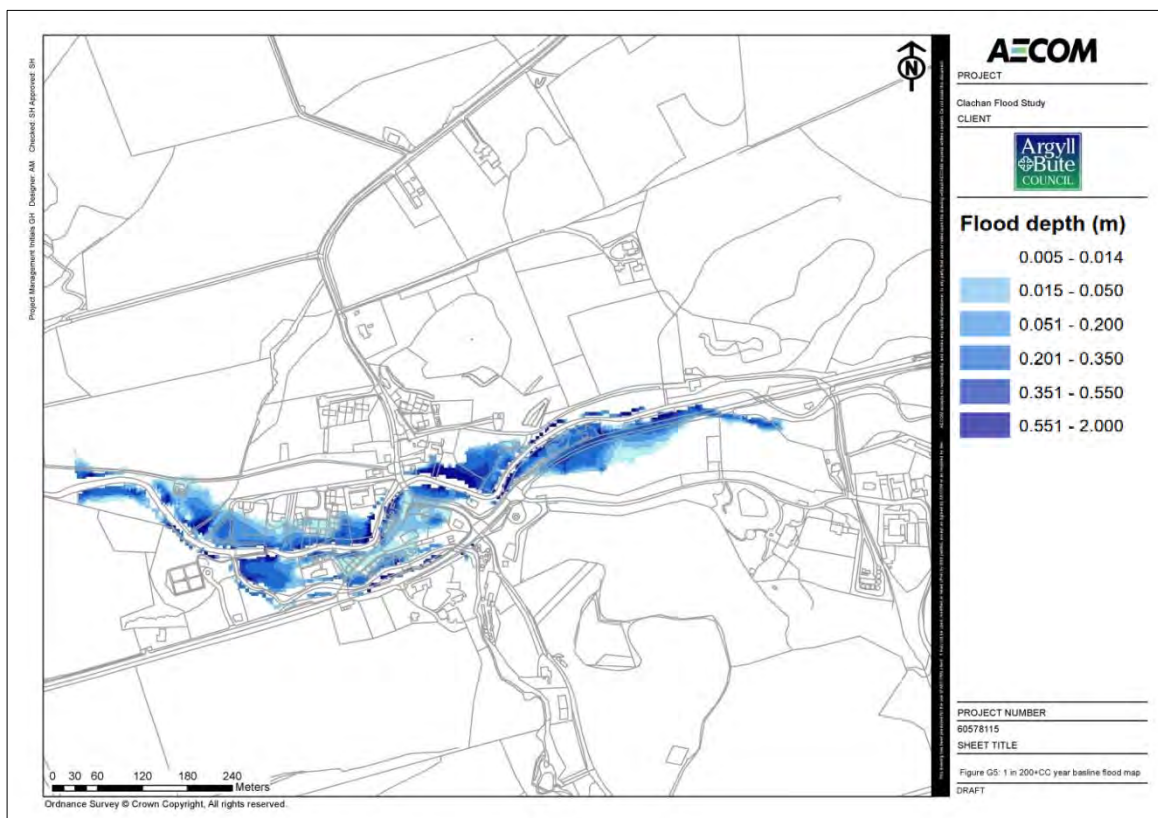 Project Management Initials GH Designer: AM Checked: SH Approved: SH
N
0 30 60 120 180 240
Meters
Ordnance Survey © Crown Copyright, All rights reserved.
AECOM
PROJECT
Clachan Flood Study
CLIENT
Argyll
&Bute
COUNCIL
Flood depth (m)
0.005 - 0.014
0.015 - 0.050
0.051 - 0.200
0.201 - 0.350
0.351 - 0.550
0.551 - 2.000
PROJECT NUMBER
60578115
SHEET TITLE
Figure G5: 1 in 200+CC year basline flood map
DRAFT